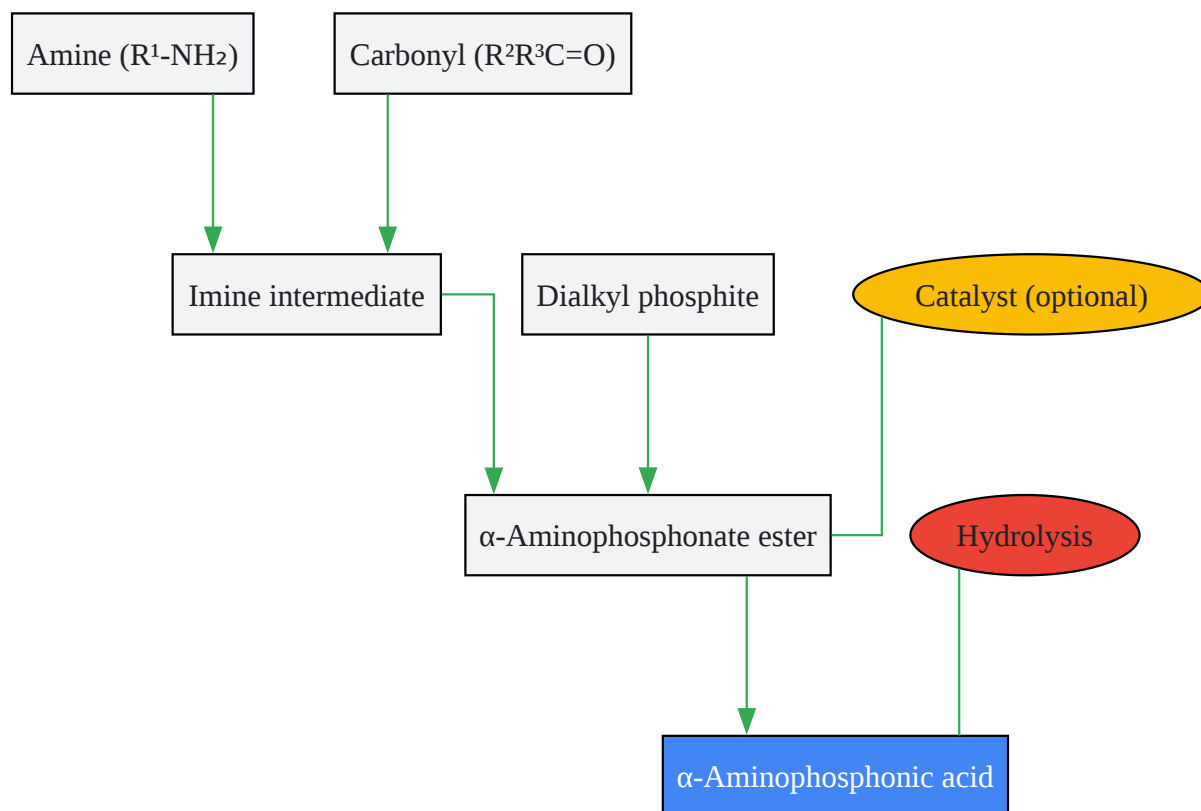 Amine (R¹-NH₂)
Carbonyl (R²R³C=O)
Imine intermediate
Dialkyl phosphite
Catalyst (optional)
α-Aminophosphonate ester
Hydrolysis
α-Aminophosphonic acid